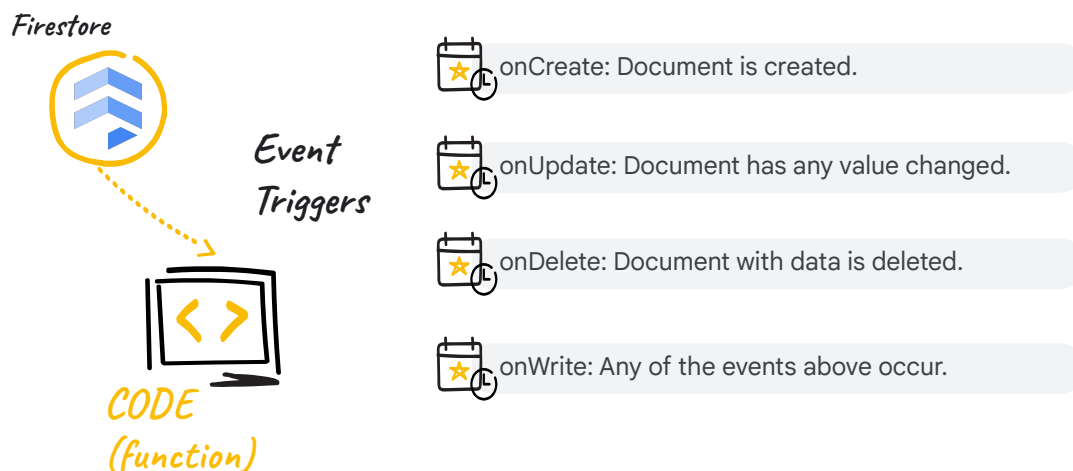 Firestore
Event
Triggers
CODE
(function)
onCreate: Document is created.
onUpdate: Document has any value changed.
onDelete: Document with data is deleted.
onWrite: Any of the events above occur.